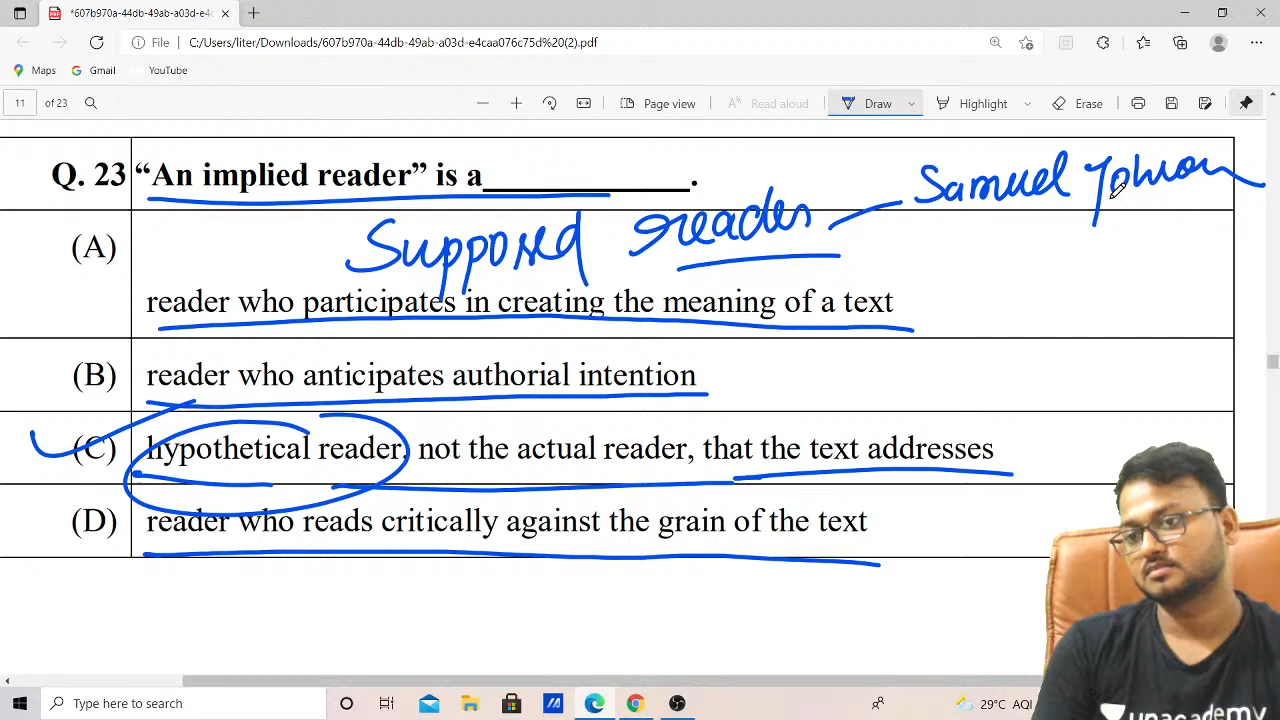 *607b970a-44db-49ab-a03d-e4
File C:/Users/liter/Downloads/607b970a-44db-49ab-a03d-e4caa076c75d%20(2).pdf
Maps Gmail YouTube
11 of 23 Page view Read aloud Draw Highlight Erase
Q. 23 “An implied reader” is a____________.
Samuel Johnson
Supposed reader
(A)
reader who participates in creating the meaning of a text
(B) reader who anticipates authorial intention
(C) hypothetical reader, not the actual reader, that the text addresses
(D) reader who reads critically against the grain of the text
Type here to search 29°C AQI
unacademy